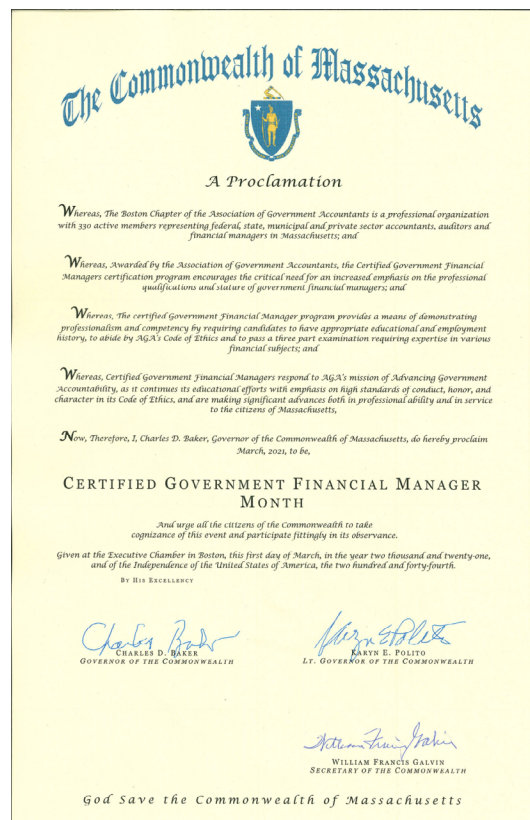 The Commonwealth of Massachusetts
A Proclamation
Whereas, The Boston Chapter of the Association of Government Accountants is a professional organization
with 330 active members representing federal, state, municipal and private sector accountants, auditors and
financial managers in Massachusetts; and
Whereas, Awarded by the Association of Government Accountants, the Certified Government Financial
Managers certification program encourages the critical need for an increased emphasis on the professional
qualifications and stature of government financial managers; and
Whereas, The certified Government Financial Manager program provides a means of demonstrating
professionalism and competency by requiring candidates to have appropriate educational and employment
history, to abide by AGA's Code of Ethics and to pass a three part examination requiring expertise in various
financial subjects; and
Whereas, Certified Government Financial Managers respond to AGA's mission of Advancing Government
Accountability, as it continues its educational efforts with emphasis on high standards of conduct, honor, and
character in its Code of Ethics, and are making significant advances both in professional ability and in service
to the citizens of Massachusetts,
Now, Therefore, I, Charles D. Baker, Governor of the Commonwealth of Massachusetts, do hereby proclaim
March, 2021, to be,
CERTIFIED GOVERNMENT FINANCIAL MANAGER
MONTH
And urge all the citizens of the Commonwealth to take
cognizance of this event and participate fittingly in its observance.
Given at the Executive Chamber in Boston, this first day of March, in the year two thousand and twenty-one,
and of the Independence of the United States of America, the two hundred and forty-fourth.
BY HIS EXCELLENCY
Charles Baker
Karyn E Polito
CHARLES D. BAKER
KARYN E. POLITO
GOVERNOR OF THE COMMONWEALTH
LT. GOVERNOR OF THE COMMONWEALTH
William Francis Galvin
WILLIAM FRANCIS GALVIN
SECRETARY OF THE COMMONWEALTH
God Save the Commonwealth of Massachusetts